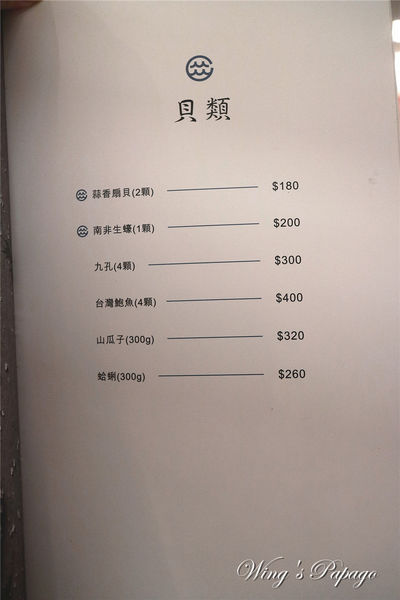 貝類
蒜香扇貝(2顆) $180
南非生蠔(1顆) $200
九孔(4顆) $300
台灣鮑魚(4顆) $400
山瓜子(300g) $320
蛤蜊(300g) $260
Wing's Papago